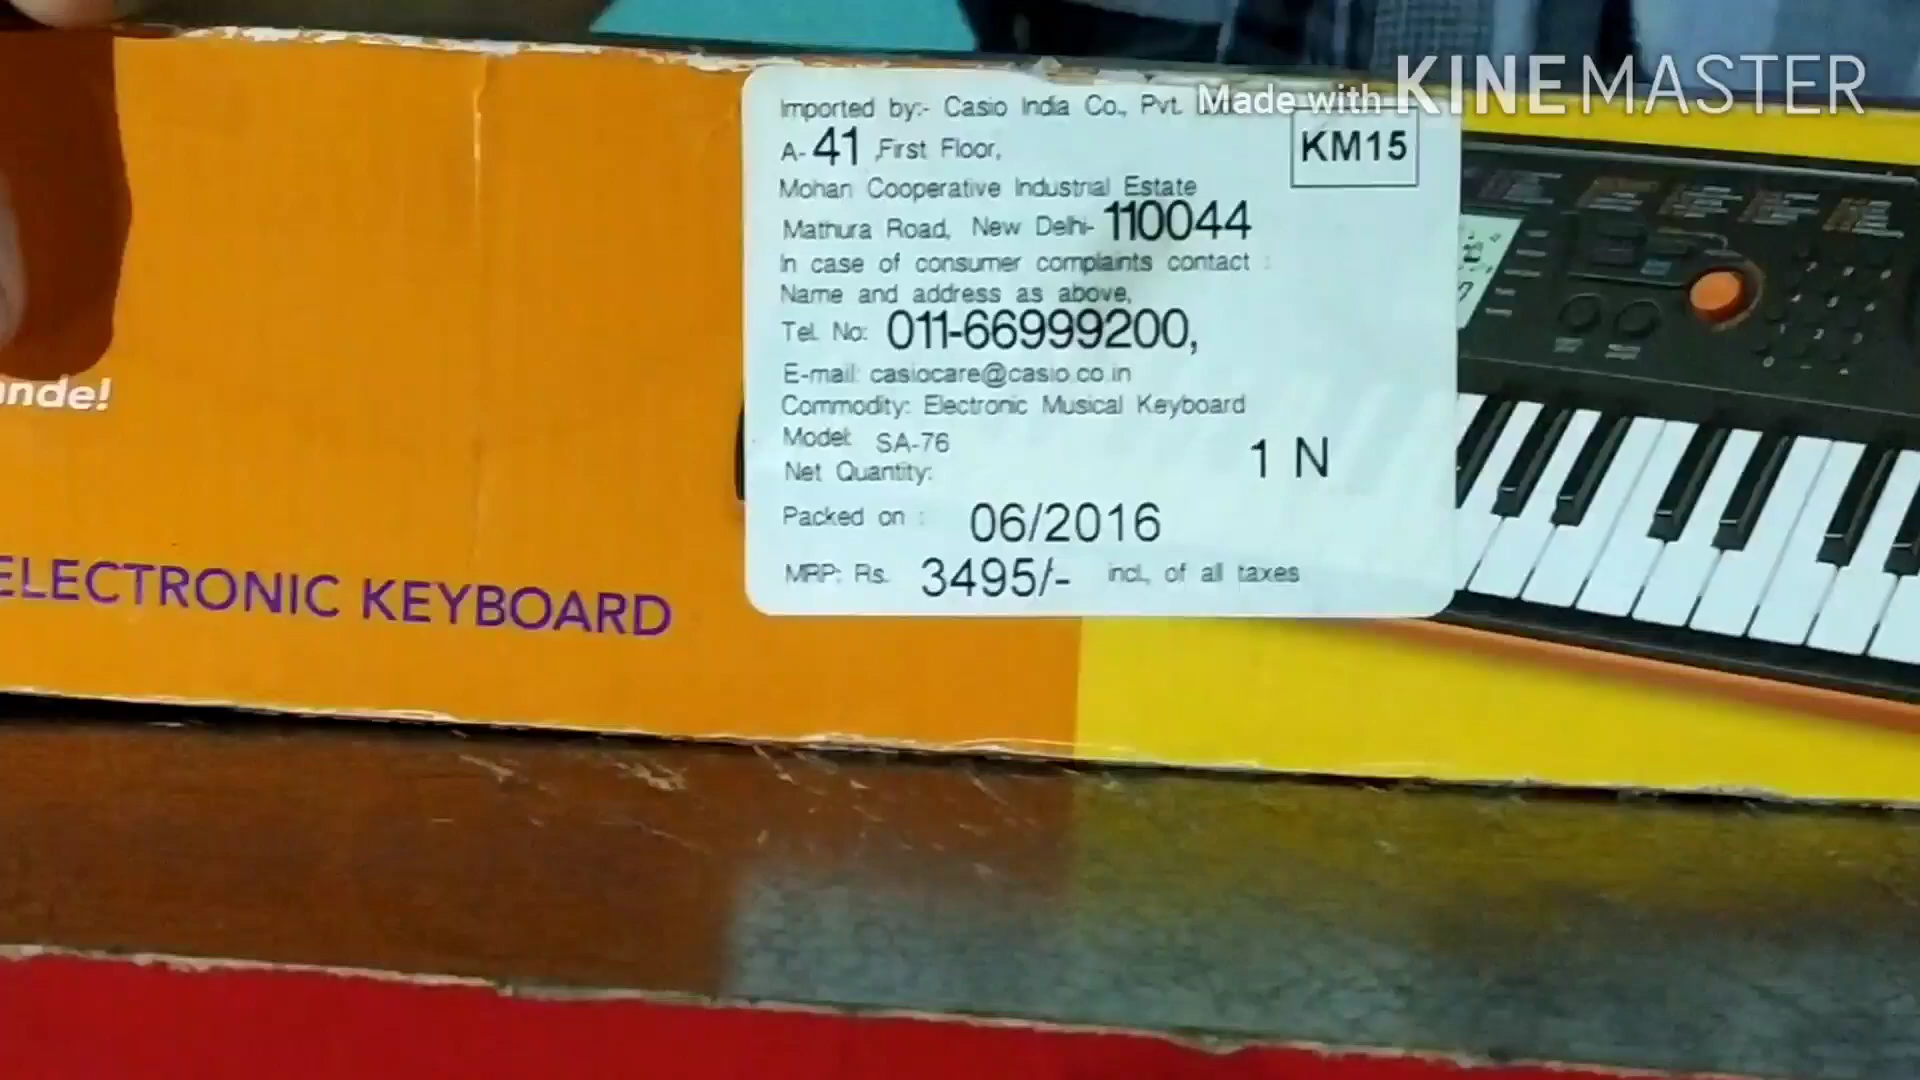 Made with KINEMASTER
Imported by:- Casio India Co., Pvt.
KM15
A-41 ,First Floor,
Mohan Cooperative Industrial Estate
Mathura Road, New Delhi-110044
In case of consumer complaints contact :
Name and address as above,
Tel. No: 011-66999200,
E-mail: casiocare@casio.co.in
Commodity: Electronic Musical Keyboard
Model: SA-76
Net Quantity: 1 N
Packed on : 06/2016
MRP: Rs. 3495/- incl., of all taxes
ande!
ELECTRONIC KEYBOARD